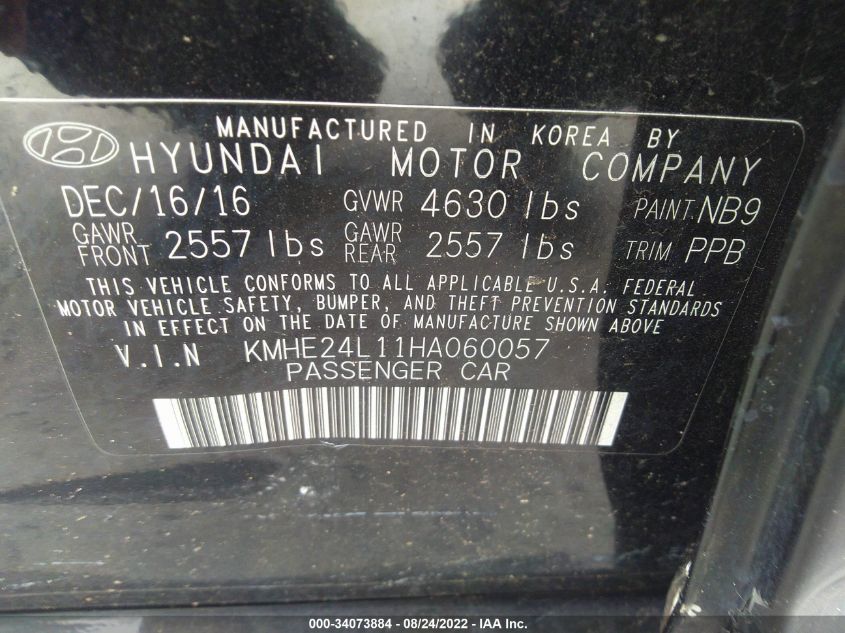 MANUFACTURED IN KOREA BY
HYUNDAI MOTOR COMPANY
DEC/16/16 GVWR 4630 lbs PAINT NB9
GAWR FRONT 2557 lbs GAWR REAR 2557 lbs TRIM PPB
THIS VEHICLE CONFORMS TO ALL APPLICABLE U.S.A. FEDERAL
MOTOR VEHICLE SAFETY, BUMPER, AND THEFT PREVENTION STANDARDS
IN EFFECT ON THE DATE OF MANUFACTURE SHOWN ABOVE
V.I.N KMHE24L11HA060057
PASSENGER CAR
000-34073884 - 08/24/2022 - IAA Inc.